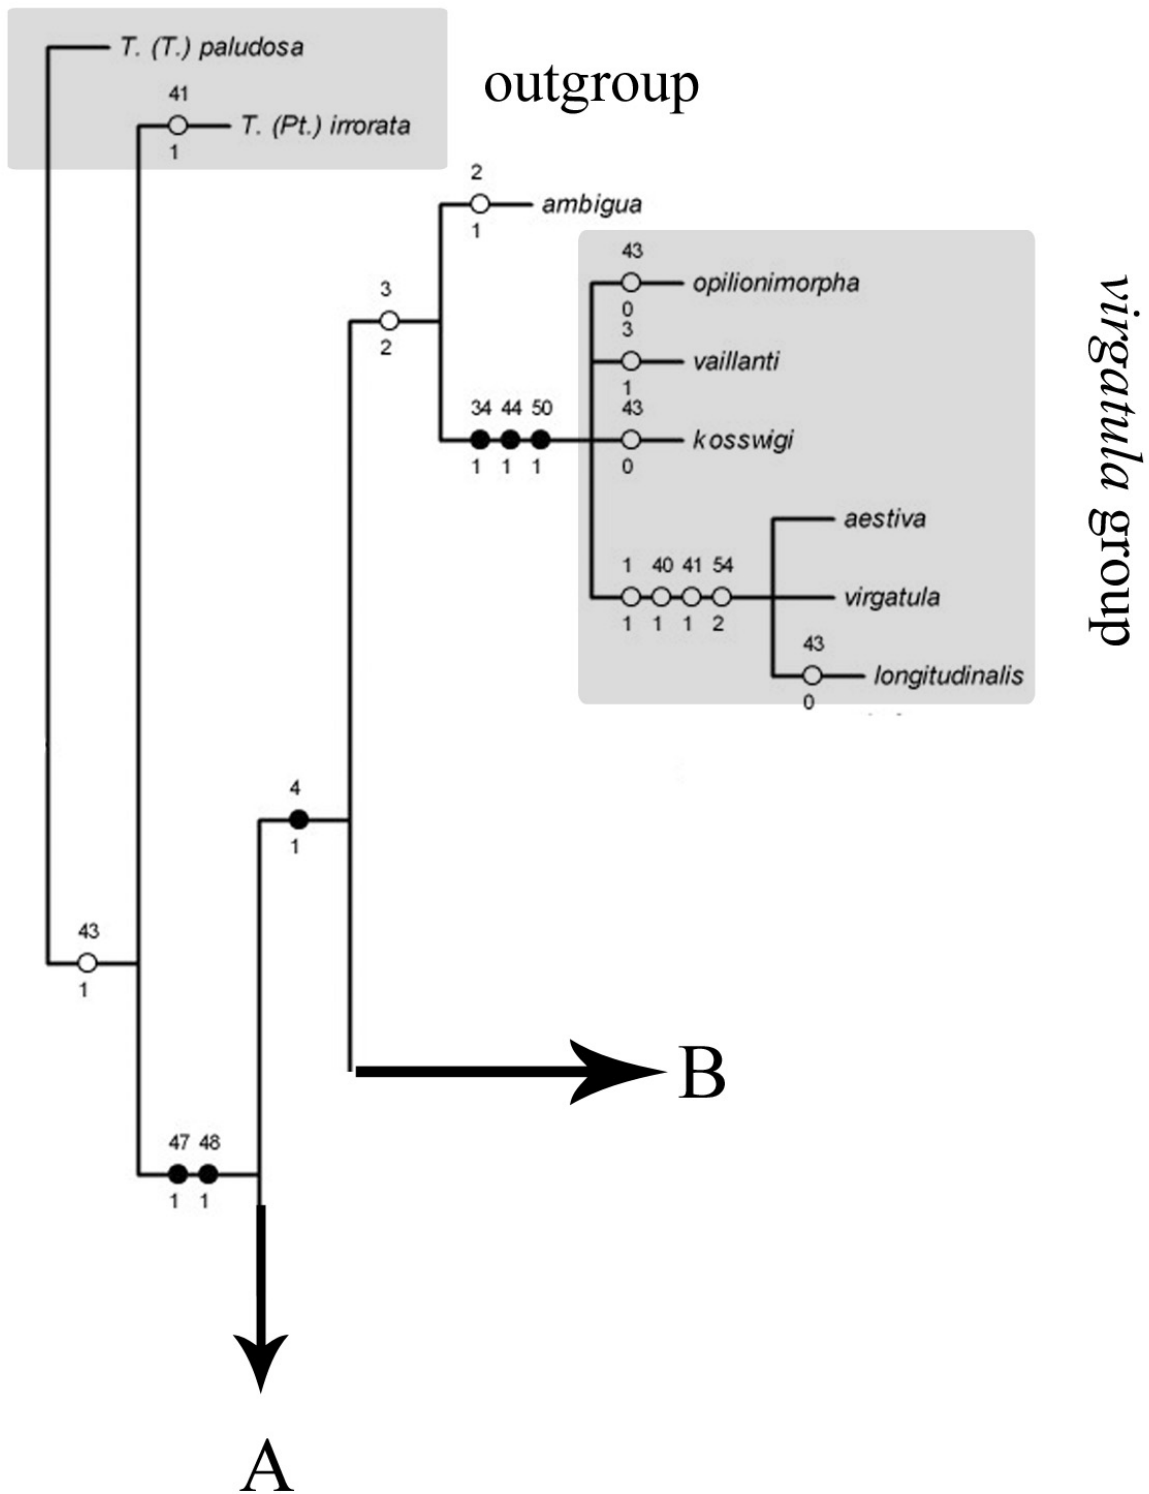 T. (T.) paludosa
outgroup
41
T. (Pt.) irrorata
1
2
ambigua
1
43
opilionimorpha
0
3
2
3
vaillanti
1
34 44 50
1 1 1
43
kosswigi
0
aestiva
1 40 41 54
virgatula
1 1 1 2
43
longitudinalis
0
virgatula group
4
1
43
1
B
47 48
1 1
A